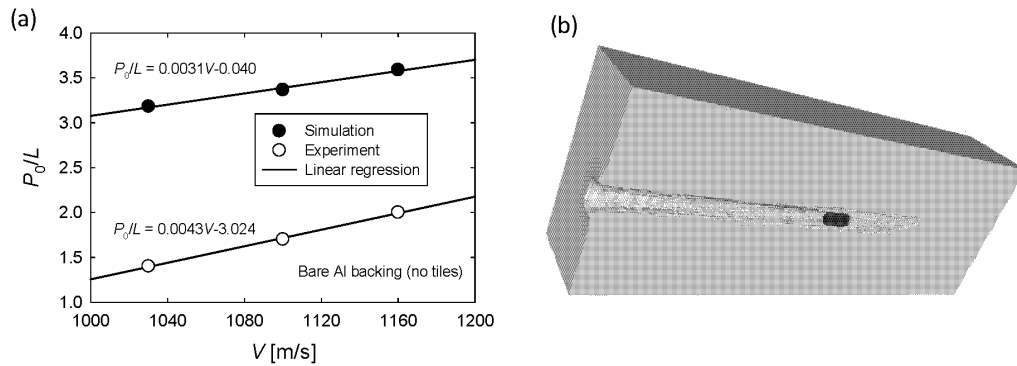 (a)
4.0
3.5
3.0
2.5
2.0
1.5
1.0
P₀/L
P₀/L = 0.0031V-0.040
Simulation
Experiment
Linear regression
P₀/L = 0.0043V-3.024
Bare Al backing (no tiles)
1000 1040 1080 1120 1160 1200
V [m/s]
(b)